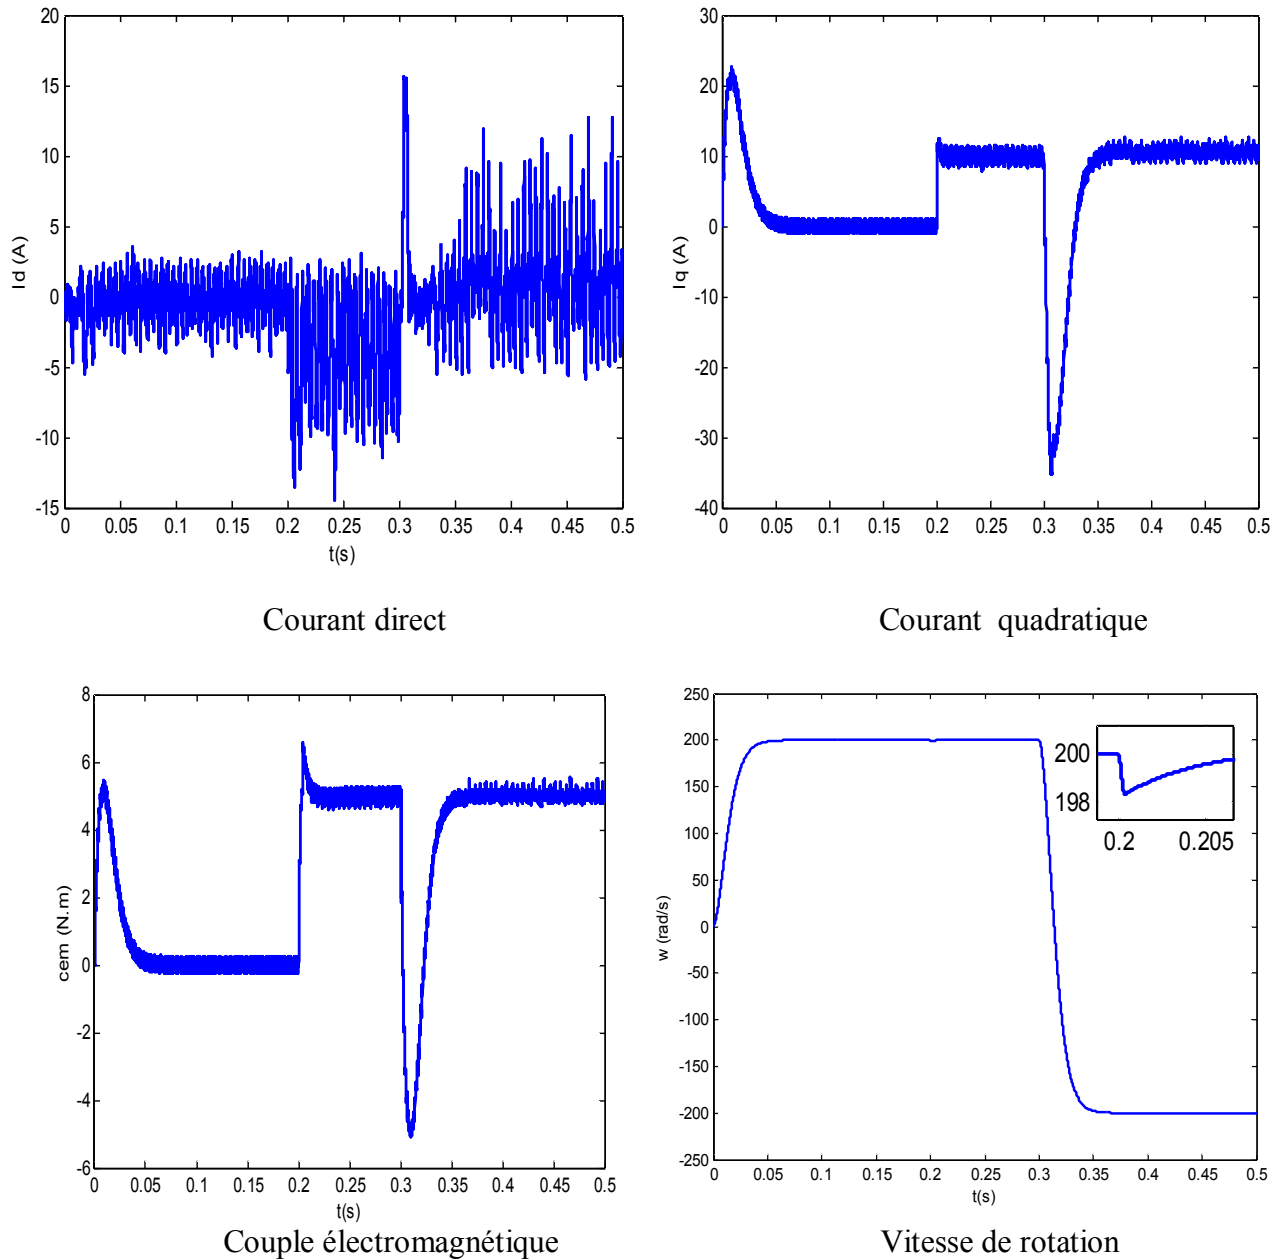 20
15
10
5
0
-5
-10
-15
I d (A)
0 0.05 0.1 0.15 0.2 0.25 0.3 0.35 0.4 0.45 0.5
t(s)
30
20
10
0
-10
-20
-30
-40
I q (A)
0 0.05 0.1 0.15 0.2 0.25 0.3 0.35 0.4 0.45 0.5
Courant direct
Courant quadratique
8
6
4
2
0
-2
-4
-6
cem (N.m)
0 0.05 0.1 0.15 0.2 0.25 0.3 0.35 0.4 0.45 0.5
t(s)
250
200
150
100
50
0
-50
-100
-150
-200
-250
w (rad/s)
200
198
0.2 0.205
0 0.05 0.1 0.15 0.2 0.25 0.3 0.35 0.4 0.45 0.5
t(s)
Couple électromagnétique
Vitesse de rotation